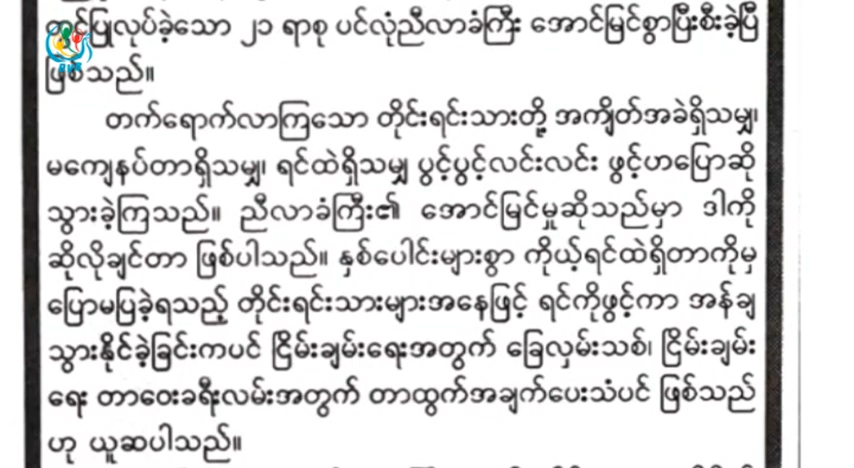 တွင်ပြုလုပ်ခဲ့သော ၂၁ ရာစု ပင်လုံညီလာခံကြီး အောင်မြင်စွာပြီးစီးခဲ့ပြီ
ဖြစ်သည်။
တက်ရောက်လာကြသော တိုင်းရင်းသားတို့ အကျိတ်အခဲရှိသမျှ၊
မကျေနပ်တာရှိသမျှ၊ ရင်ထဲရှိသမျှ ပွင့်ပွင့်လင်းလင်း ဖွင့်ဟပြောဆို
သွားခဲ့ကြသည်။ ညီလာခံကြီး၏ အောင်မြင်မှုဆိုသည်မှာ ဒါကို
ဆိုလိုချင်တာ ဖြစ်ပါသည်။ နှစ်ပေါင်းများစွာ ကိုယ့်ရင်ထဲရှိတာကိုမှ
ပြောမပြခဲ့ရသည့် တိုင်းရင်းသားများအနေဖြင့် ရင်ကိုဖွင့်ကာ အန်ချ
သွားနိုင်ခဲ့ခြင်းကပင် ငြိမ်းချမ်းရေးအတွက် ခြေလှမ်းသစ်၊ ငြိမ်းချမ်း
ရေး တာဝေးခရီးလမ်းအတွက် တာထွက်အချက်ပေးသံပင် ဖြစ်သည်
ဟု ယူဆပါသည်။